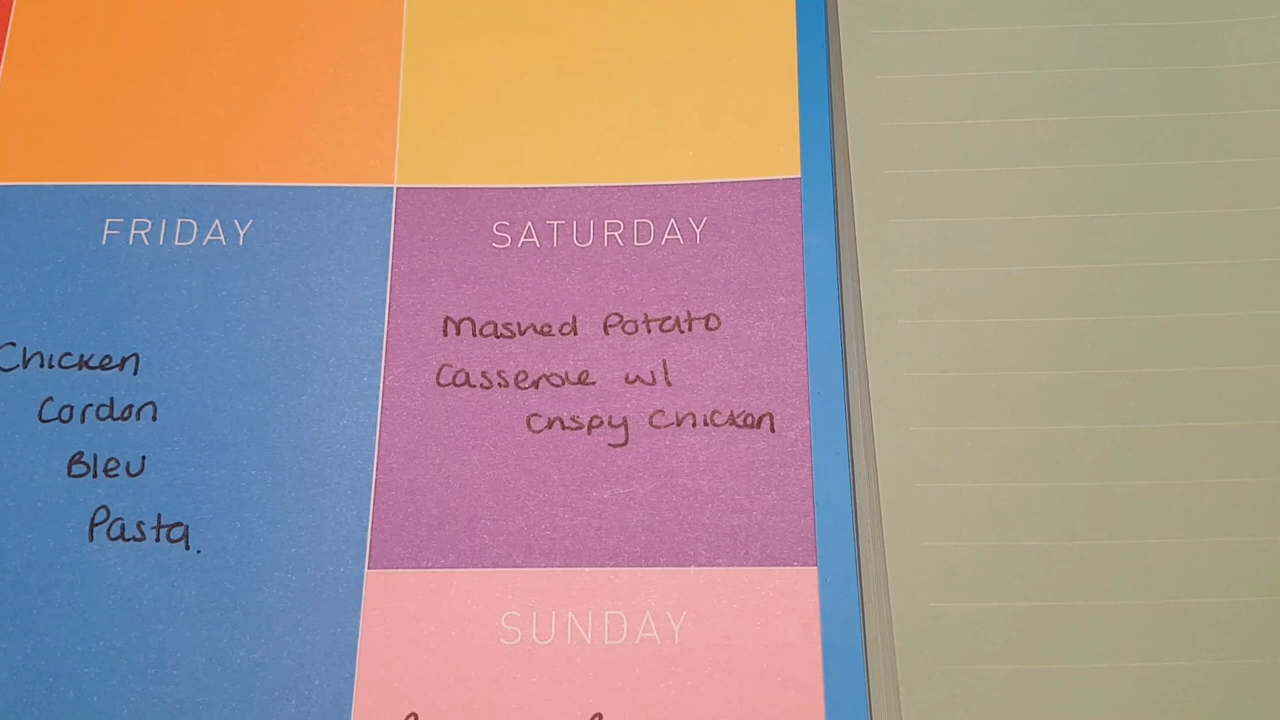 FRIDAY
Chicken
Cordon
Bleu
Pasta.
SATURDAY
Mashed Potato
Casserole w/
Crispy Chicken
SUNDAY